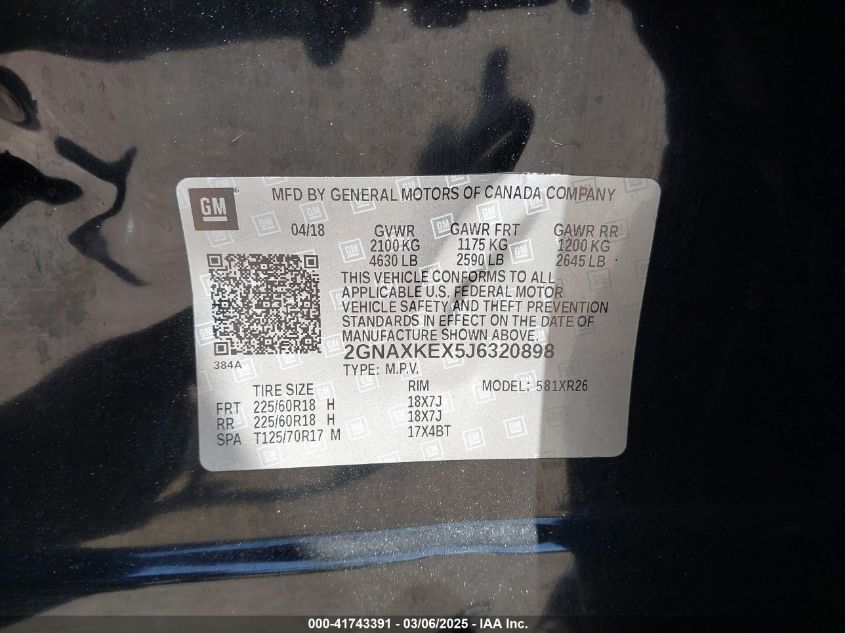 GM
MFD BY GENERAL MOTORS OF CANADA COMPANY
04/18 GVWR GAWR FRT GAWR RR
2100 KG 1175 KG 1200 KG
4630 LB 2590 LB 2645 LB
THIS VEHICLE CONFORMS TO ALL
APPLICABLE U.S. FEDERAL MOTOR
VEHICLE SAFETY AND THEFT PREVENTION
STANDARDS IN EFFECT ON THE DATE OF
MANUFACTURE SHOWN ABOVE.
2GNAXKEX5J6320898
384A
TYPE: M.P.V.
TIRE SIZE RIM MODEL: 581XR26
FRT 225/60R18 H 18X7J
RR 225/60R18 H 18X7J
SPA T125/70R17 M 17X4BT
000-41743391 - 03/06/2025 - IAA Inc.